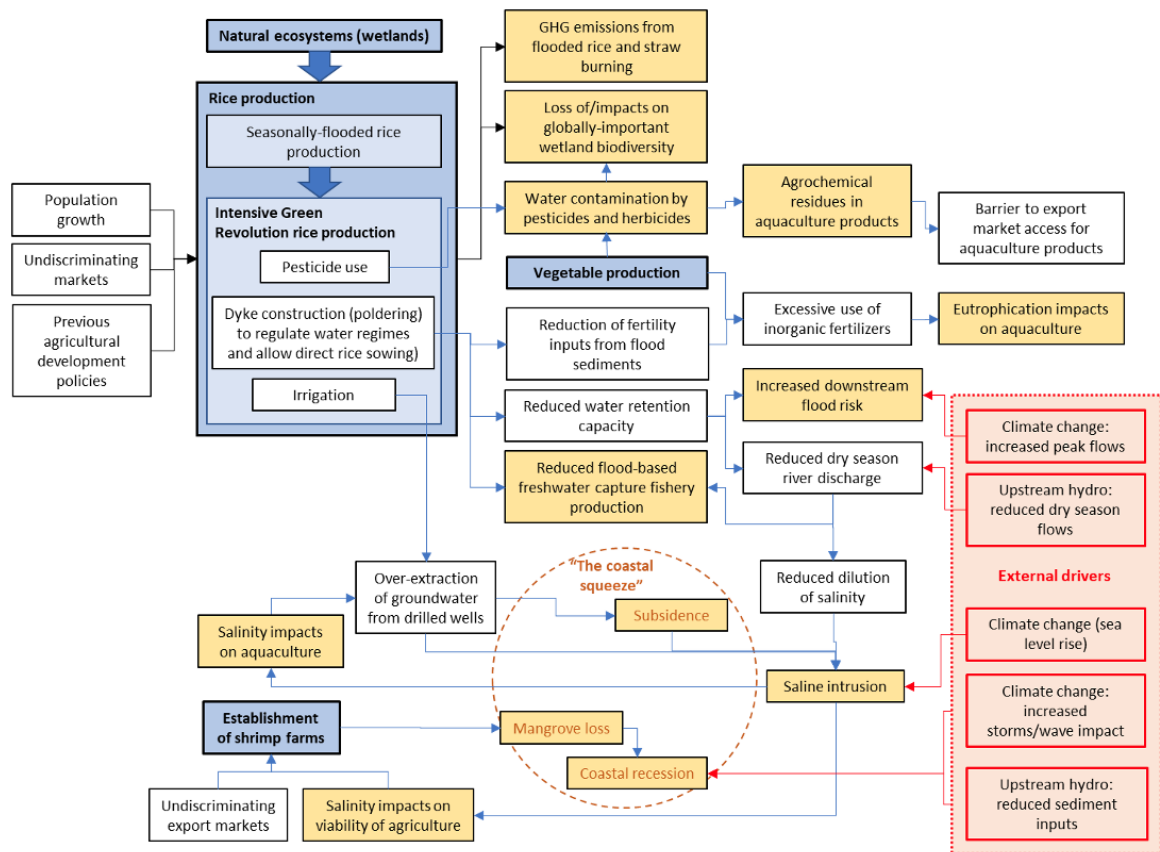 Natural ecosystems (wetlands)
Rice production
Seasonally-flooded rice
production
Intensive Green
Revolution rice production
Pesticide use
Dyke construction (poldering)
to regulate water regimes
and allow direct rice sowing)
Irrigation
Population
growth
Undiscriminating
markets
Previous
agricultural
development
policies
GHG emissions from
flooded rice and straw
burning
Loss of/impacts on
globally-important
wetland biodiversity
Water contamination by
pesticides and herbicides
Agrochemical
residues in
aquaculture products
Barrier to export
market access for
aquaculture products
Vegetable production
Reduction of fertility
inputs from flood
sediments
Excessive use of
inorganic fertilizers
Eutrophication impacts
on aquaculture
Reduced water retention
capacity
Increased downstream
flood risk
Reduced flood-based
freshwater capture fishery
production
Reduced dry season
river discharge
Climate change:
increased peak flows
Upstream hydro:
reduced dry season
flows
External drivers
Climate change (sea
level rise)
Climate change:
increased
storms/wave impact
Upstream hydro:
reduced sediment
inputs
"The coastal
squeeze"
Over-extraction
of groundwater
from drilled wells
Subsidence
Reduced dilution
of salinity
Salinity impacts
on aquaculture
Saline intrusion
Establishment
of shrimp farms
Mangrove loss
Coastal recession
Undiscriminating
export markets
Salinity impacts on
viability of agriculture